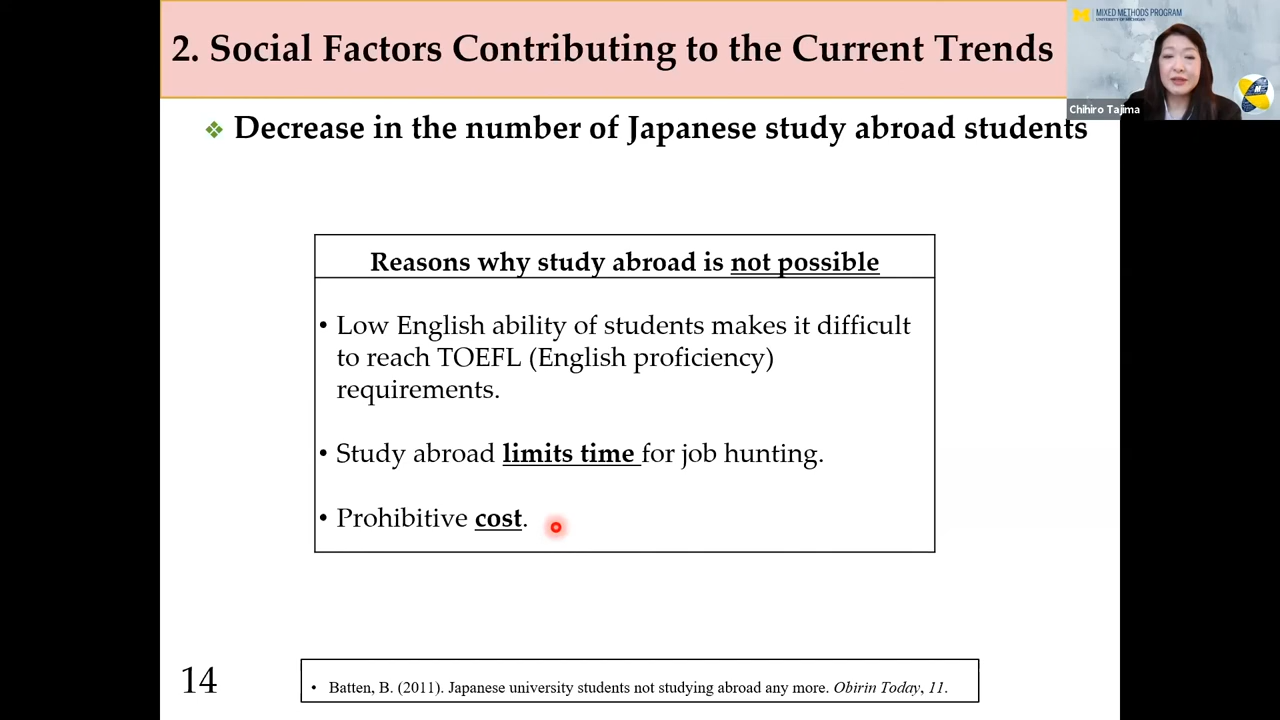 2. Social Factors Contributing to the Current Trends
MIXED METHODS PROGRAM
UNIVERSITY OF MICHIGAN
Chihiro Tajima
❖ Decrease in the number of Japanese study abroad students
Reasons why study abroad is not possible
• Low English ability of students makes it difficult
to reach TOEFL (English proficiency)
requirements.
• Study abroad limits time for job hunting.
• Prohibitive cost.
14
• Batten, B. (2011). Japanese university students not studying abroad any more. Obirin Today, 11.